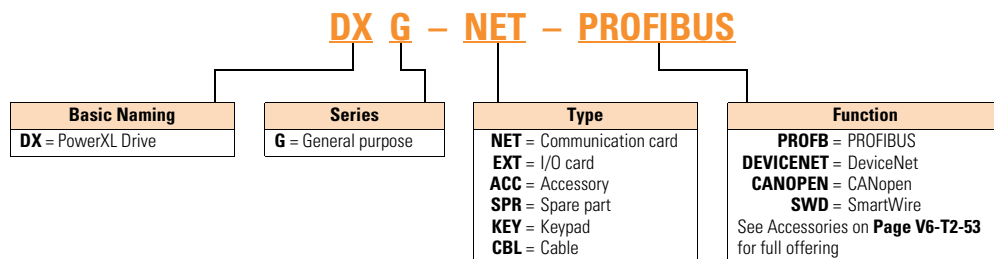 DX G – NET – PROFIBUS
Basic Naming
DX = PowerXL Drive
Series
G = General purpose
Type
NET = Communication card
EXT = I/O card
ACC = Accessory
SPR = Spare part
KEY = Keypad
CBL = Cable
Function
PROFB = PROFIBUS
DEVICENET = DeviceNet
CANOPEN = CANopen
SWD = SmartWire
See Accessories on Page V6-T2-53
for full offering